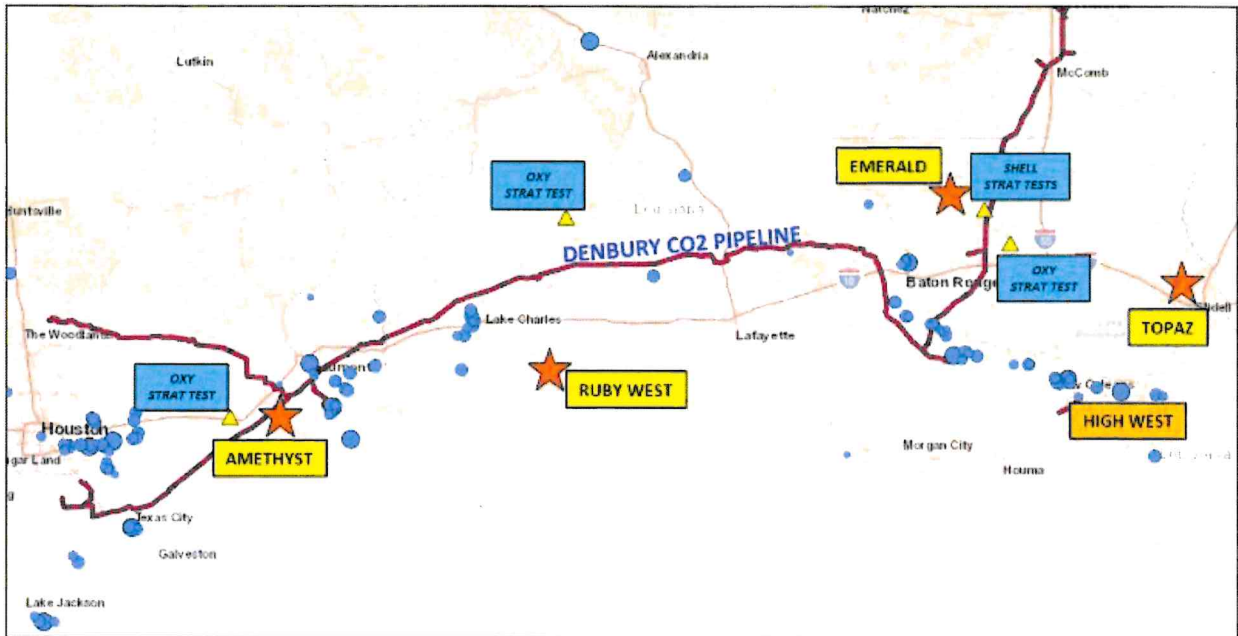 Natchez
Alexandria
Lufkin
McComb
EMERALD
SHELL
STRAT TESTS
OXY
STRAT TEST
Huntsville
DENBURY CO2 PIPELINE
10
Baton Rouge
OXY
STRAT TEST
TOPAZ
The Woodlands
Lake Charles
Lafayette
OXY
STRAT TEST
RUBY WEST
HIGH WEST
Houston
AMETHYST
Morgan City
Houma
Texas City
Galveston
Lake Jackson